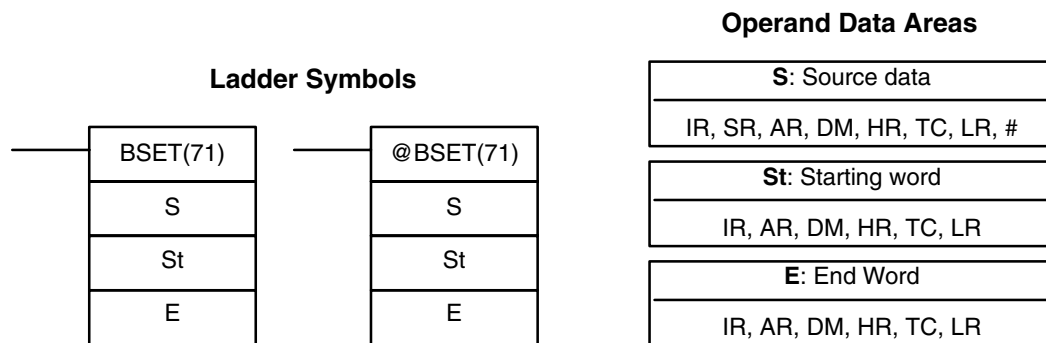 Ladder Symbols
BSET(71)
S
St
E
@BSET(71)
S
St
E
Operand Data Areas
S: Source data
IR, SR, AR, DM, HR, TC, LR, #
St: Starting word
IR, AR, DM, HR, TC, LR
E: End Word
IR, AR, DM, HR, TC, LR